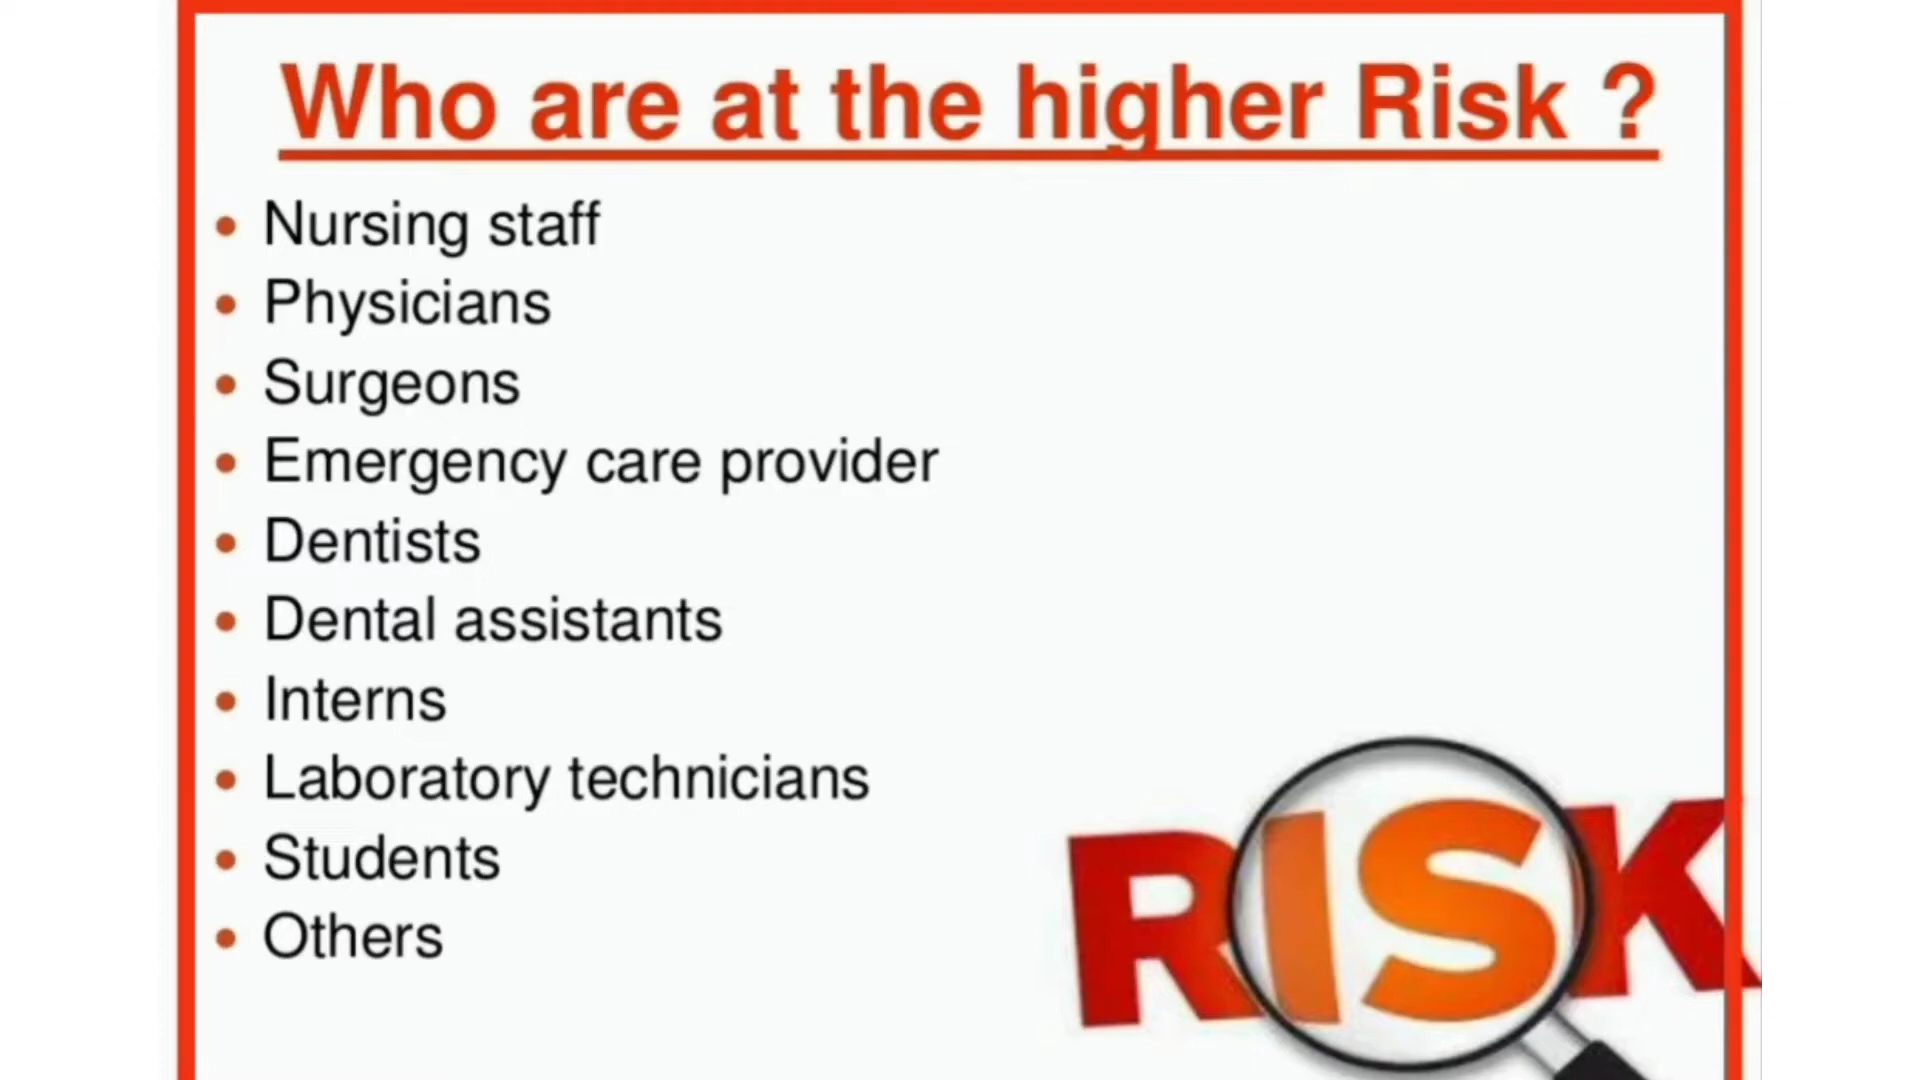 Who are at the higher Risk ?
• Nursing staff
• Physicians
• Surgeons
• Emergency care provider
• Dentists
• Dental assistants
• Interns
• Laboratory technicians
• Students
• Others
RISK